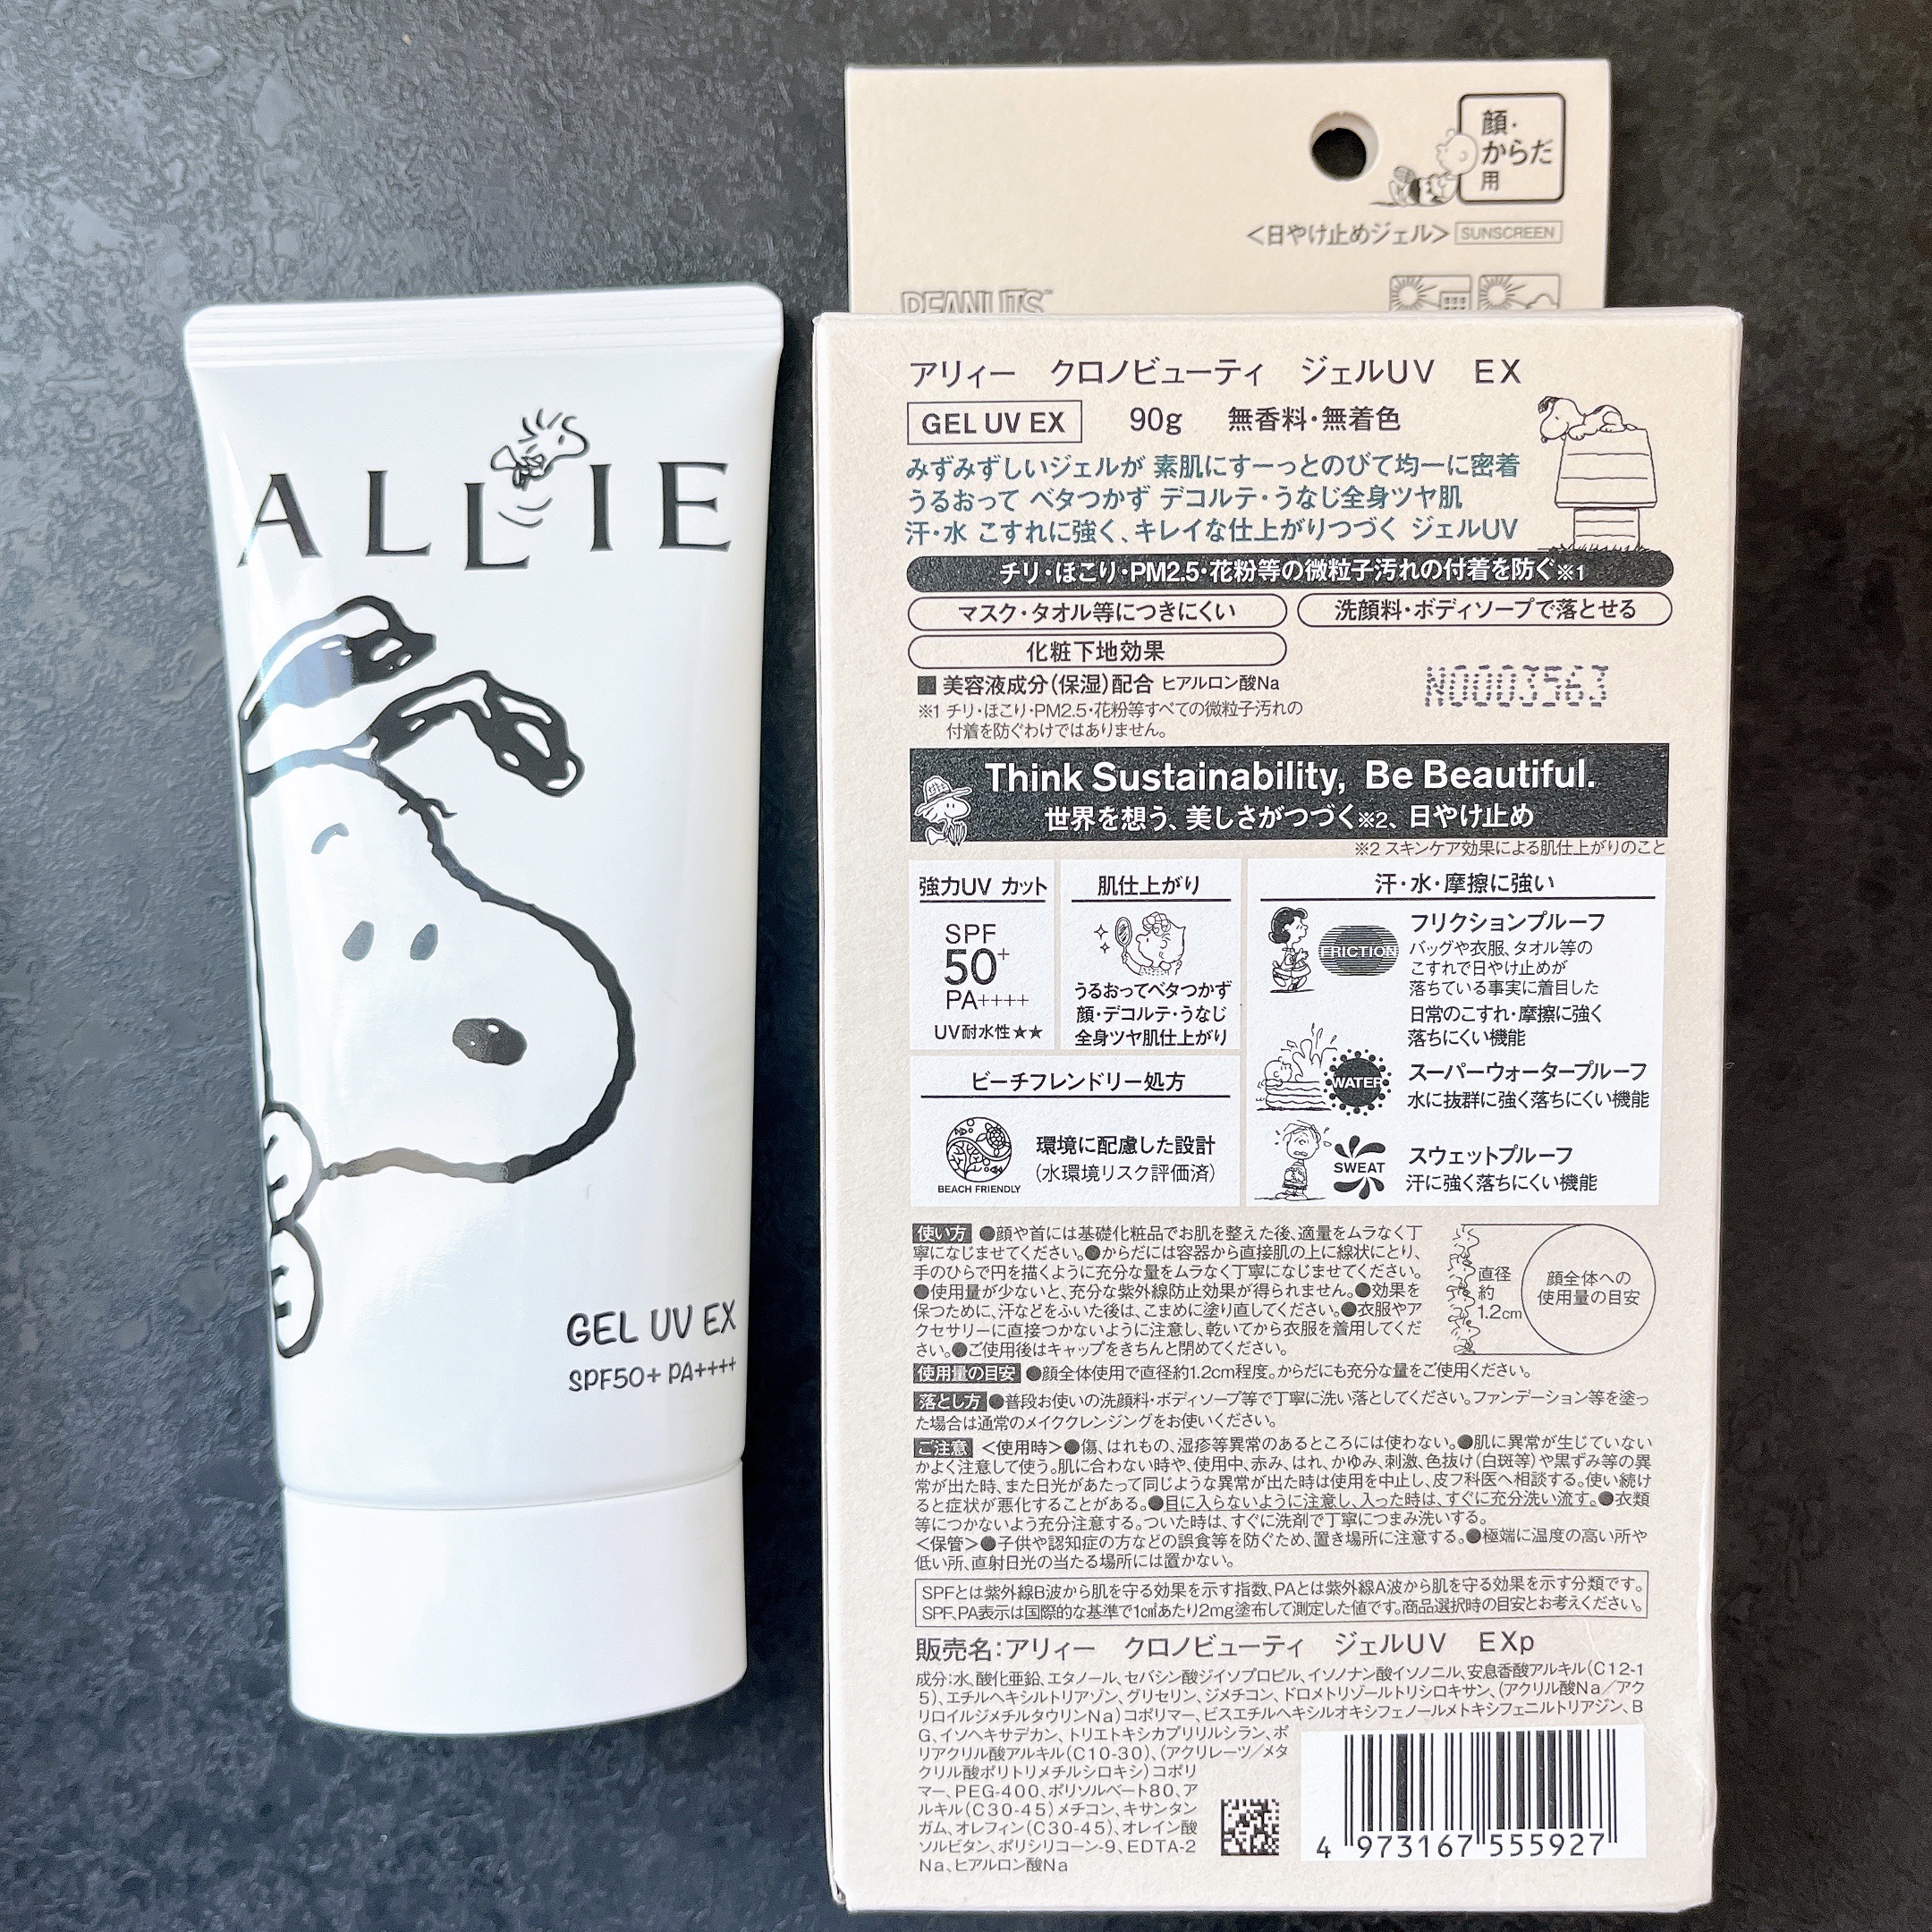 ALLIE
GEL UV EX
SPF50+ PA++++
顔・
からだ
用
<日やけ止めジェル> SUNSCREEN
PEANUTS™
アリィー クロノビューティ ジェルUV EX
GEL UV EX 90g 無香料・無着色
みずみずしいジェルが 素肌にすーっとのびて均一に密着
うるおって ベタつかず デコルテ・うなじ全身ツヤ肌
汗・水 こすれに強く、キレイな仕上がりつづく ジェルUV
チリ・ほこり・PM2.5・花粉等の微粒子汚れの付着を防ぐ※1
マスク・タオル等につきにくい 洗顔料・ボディソープで落とせる
化粧下地効果
■ 美容液成分(保湿)配合 ヒアルロン酸Na
N0003563
※1 チリ・ほこり・PM2.5・花粉等すべての微粒子汚れの
付着を防ぐわけではありません。
Think Sustainability, Be Beautiful.
世界を想う、美しさがつづく※2、日やけ止め
※2 スキンケア効果による肌仕上がりのこと
強力UV カット
SPF
50+
PA++++
UV耐水性★★
肌仕上がり
うるおってベタつかず
顔・デコルテ・うなじ
全身ツヤ肌仕上がり
汗・水・摩擦に強い
FRICTION
フリクションプルーフ
バッグや衣服、タオル等の
こすれで日やけ止めが
落ちている事実に着目した
日常のこすれ・摩擦に強く
落ちにくい機能
WATER
スーパーウォータープルーフ
水に抜群に強く落ちにくい機能
SWEAT
スウェットプルーフ
汗に強く落ちにくい機能
ビーチフレンドリー処方
BEACH FRIENDLY
環境に配慮した設計
(水環境リスク評価済)
使い方 ●顔や首には基礎化粧品でお肌を整えた後、適量をムラなく丁
寧になじませてください。●からだには容器から直接肌の上に線状にとり、
手のひらで円を描くように充分な量をムラなく丁寧になじませてください。
●使用量が少ないと、充分な紫外線防止効果が得られません。●効果を
保つために、汗などをふいた後は、こまめに塗り直してください。●衣服やア
クセサリーに直接つかないように注意し、乾いてから衣服を着用してくだ
さい。●ご使用後はキャップをきちんと閉めてください。
直径
約
1.2cm
顔全体への
使用量の目安
使用量の目安 ●顔全体使用で直径約1.2cm程度。からだにも充分な量をご使用ください。
落とし方 ●普段お使いの洗顔料・ボディソープ等で丁寧に洗い落としてください。ファンデーション等を塗っ
た場合は通常のメイククレンジングをお使いください。
ご注意 <使用時>●傷、はれもの、湿疹等異常のあるところには使わない。●肌に異常が生じていない
かよく注意して使う。肌に合わない時や、使用中、赤み、はれ、かゆみ、刺激、色抜け(白斑等)や黒ずみ等の異
常が出た時、また日光があたって同じような異常が出た時は使用を中止し、皮フ科医へ相談する。使い続け
ると症状が悪化することがある。●目に入らないように注意し、入った時は、すぐに充分洗い流す。●衣類
等につかないよう充分注意する。ついた時は、すぐに洗剤で丁寧につまみ洗いする。
<保管>●子供や認知症の方などの誤食等を防ぐため、置き場所に注意する。●極端に温度の高い所や
低い所、直射日光の当たる場所には置かない。
SPFとは紫外線B波から肌を守る効果を示す指数、PAとは紫外線A波から肌を守る効果を示す分類です。
SPF、PA表示は国際的な基準で1㎠あたり2mg塗布して測定した値です。商品選択時の目安とお考えください。
販売名:アリィー クロノビューティ ジェルUV EXp
成分:水、酸化亜鉛、エタノール、セバシン酸ジイソプロピル、イソノナン酸イソノニル、安息香酸アルキル(C12-1
5)、エチルヘキシルトリアゾン、グリセリン、ジメチコン、ドロメトリゾールトリシロキサン、(アクリル酸Na/アク
リロイルジメチルタウリンNa)コポリマー、ビスエチルヘキシルオキシフェノールメトキシフェニルトリアジン、B
G、イソヘキサデカン、トリエトキシカプリリルシラン、ポ
リアクリル酸アルキル(C10-30)、(アクリレーツ/メタ
クリル酸ポリトリメチルシロキシ)コポリ
マー、PEG-400、ポリソルベート80、ア
ルキル(C30-45)メチコン、キサンタン
ガム、オレフィン(C30-45)、オレイン酸
ソルビタン、ポリシリコーン-9、EDTA-2
Na、ヒアルロン酸Na
4 973167 555927